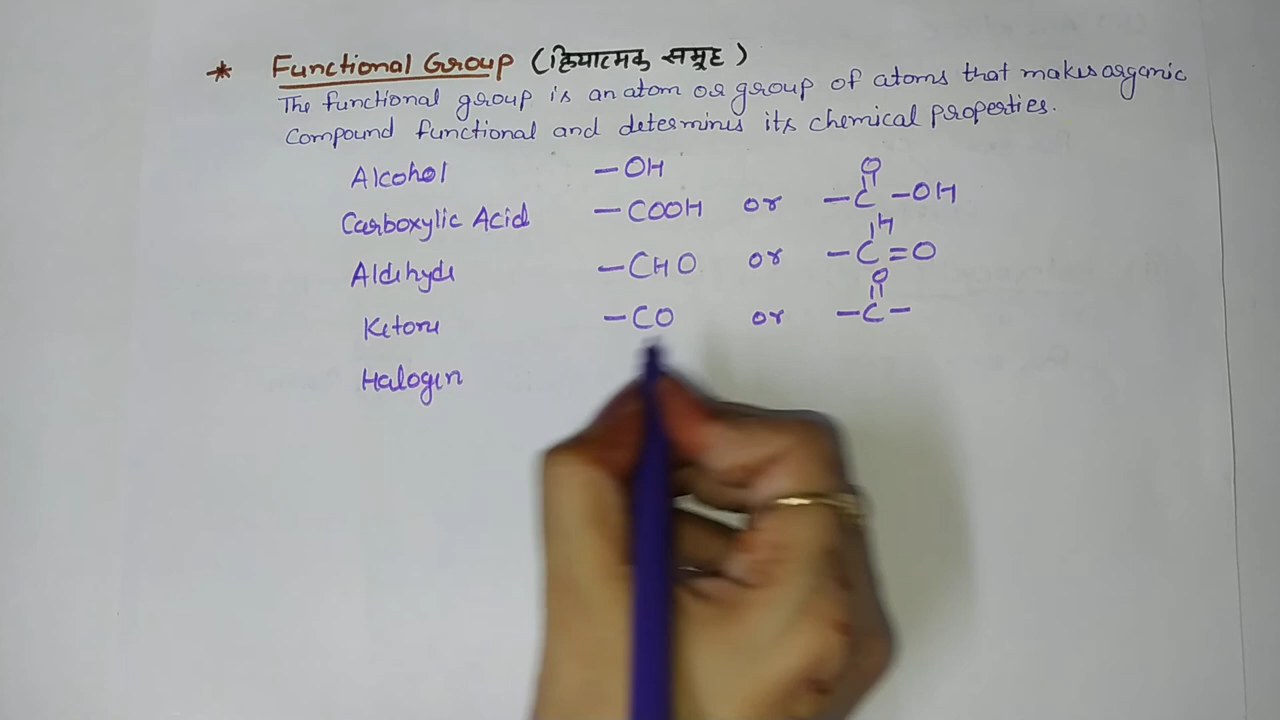 * Functional Group (क्रियात्मक समूह)
The functional group is an atom or group of atoms that makes organic
compound functional and determines its chemical properties.
Alcohol –OH
Carboxylic Acid –COOH or –C(=O)–OH
Aldehyde –CHO or –C(H)=O
Ketone –CO or –C(=O)–
Halogen